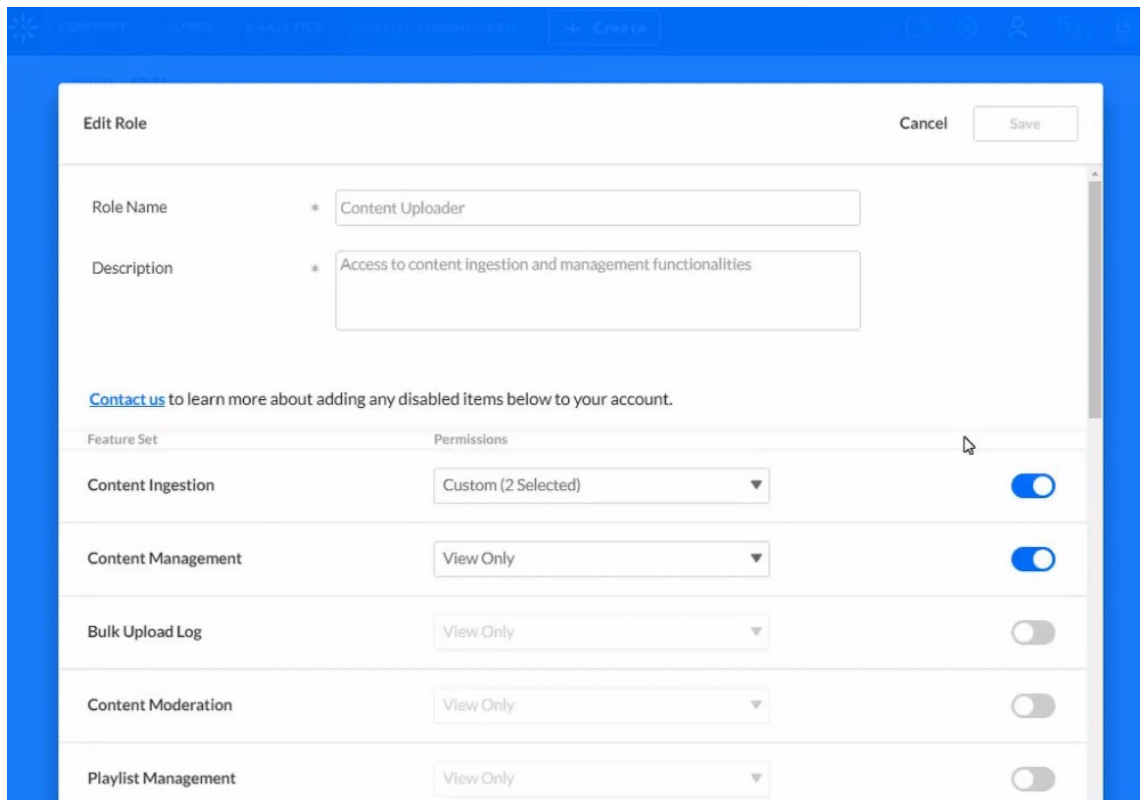 + Create
Edit Role
Cancel
Save
Role Name
*
Content Uploader
Description
*
Access to content ingestion and management functionalities
Contact us to learn more about adding any disabled items below to your account.
Feature Set
Permissions
Content Ingestion
Custom (2 Selected)
Content Management
View Only
Bulk Upload Log
View Only
Content Moderation
View Only
Playlist Management
View Only